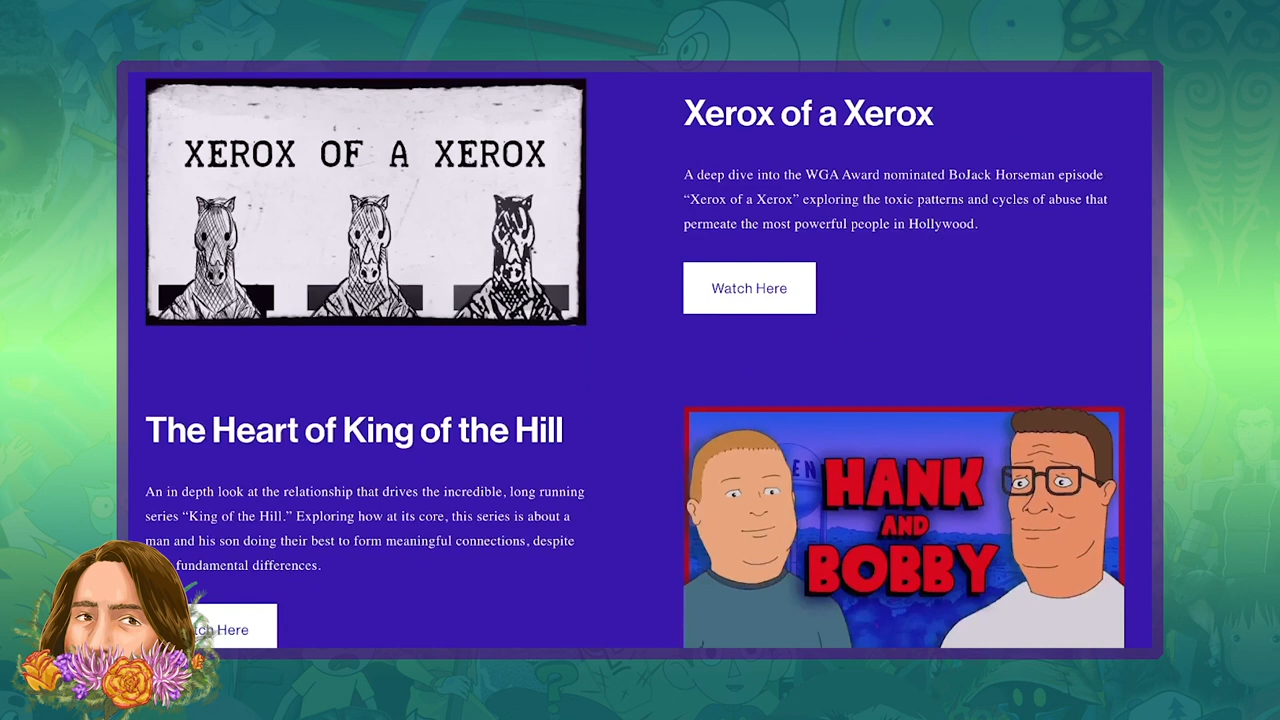 XEROX OF A XEROX
Xerox of a Xerox
A deep dive into the WGA Award nominated BoJack Horseman episode
“Xerox of a Xerox” exploring the toxic patterns and cycles of abuse that
permeate the most powerful people in Hollywood.
Watch Here
The Heart of King of the Hill
An in depth look at the relationship that drives the incredible, long running
series “King of the Hill.” Exploring how at its core, this series is about a
man and his son doing their best to form meaningful connections, despite
fundamental differences.
tch Here
EN
HANK
AND
BOBBY